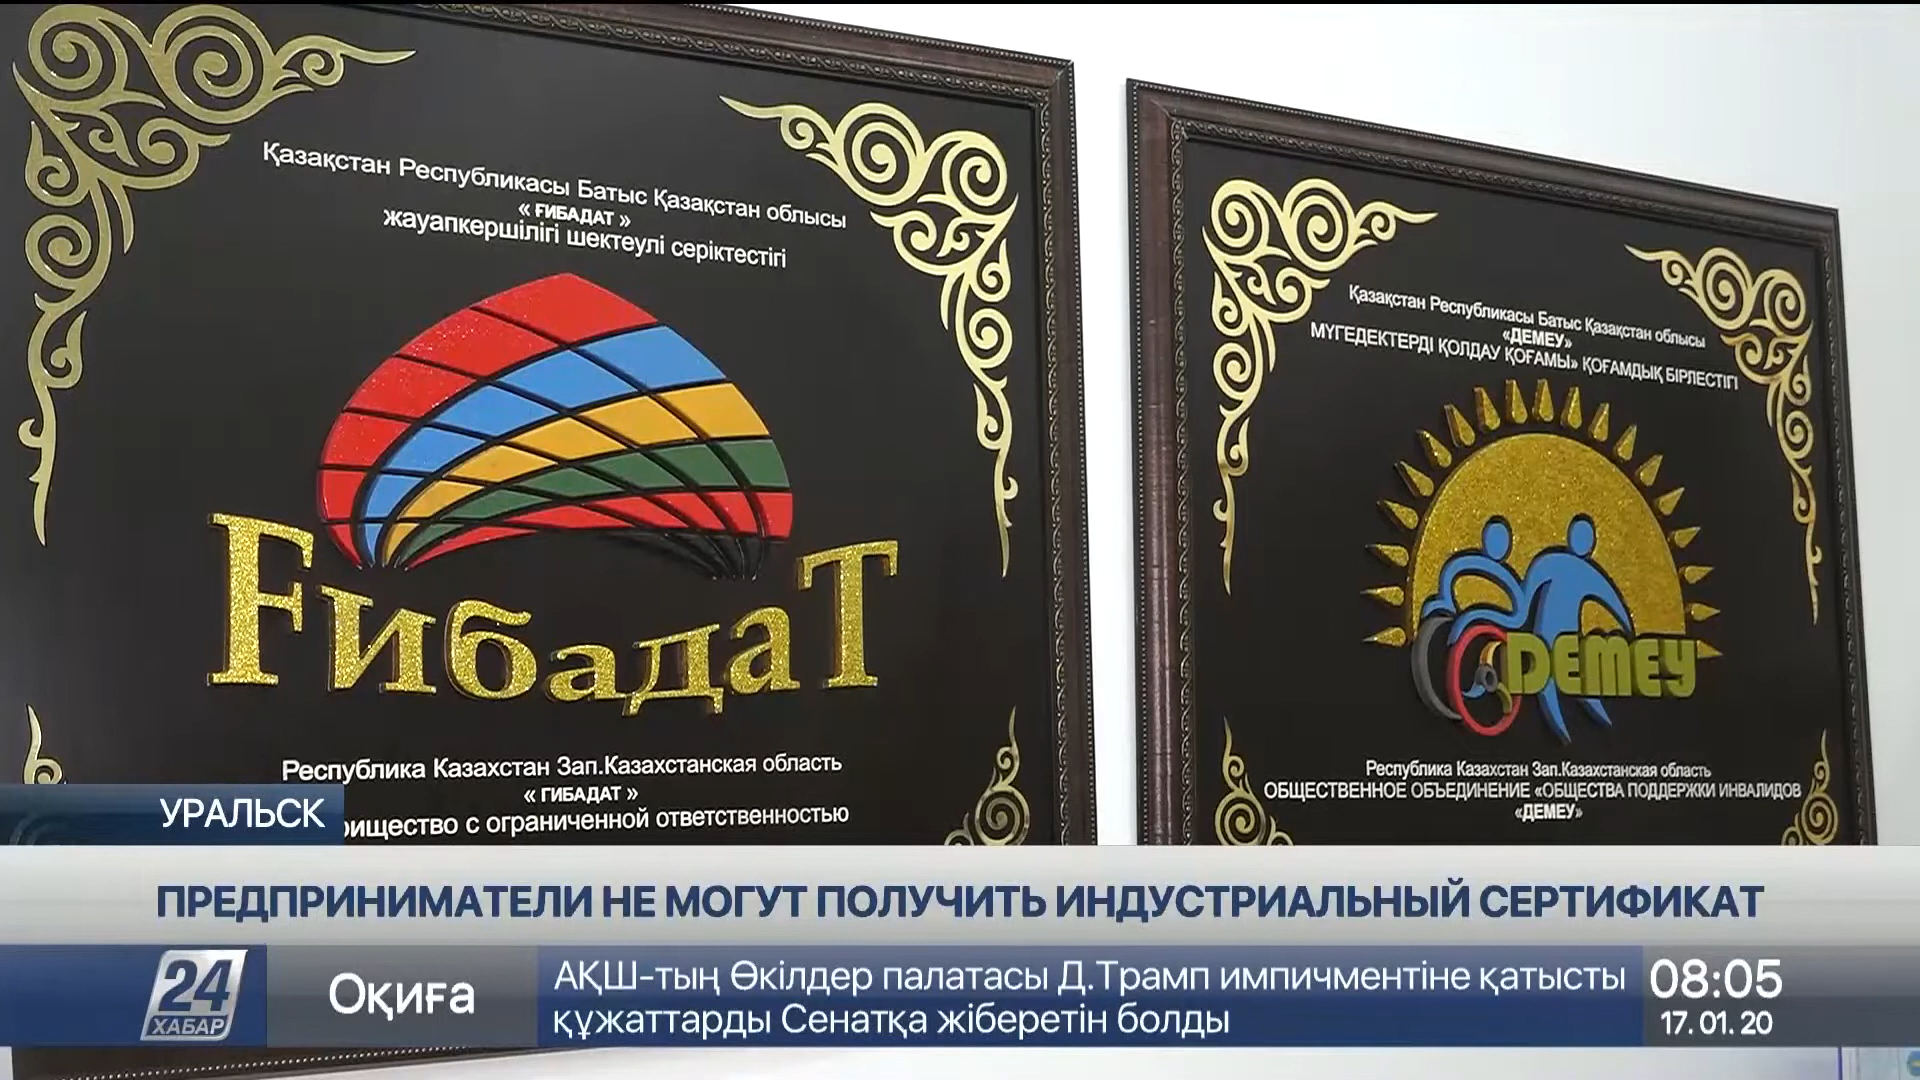 Қазақстан Республикасы Батыс Қазақстан облысы
« ҒИБАДАТ »
жауапкершілігі шектеулі серіктестігі
Ғибадат
Республика Казахстан Зап.Казахстанская область
« ГИБАДАТ »
рищество с ограниченной ответственностью
Қазақстан Республикасы Батыс Қазақстан облысы
«ДЕМЕУ»
МҮГЕДЕКТЕРДІ ҚОЛДАУ ҚОҒАМЫ» ҚОҒАМДЫҚ БІРЛЕСТІГІ
ДЕМЕУ
Республика Казахстан Зап.Казахстанская область
ОБЩЕСТВЕННОЕ ОБЪЕДИНЕНИЕ «ОБЩЕСТВА ПОДДЕРЖКИ ИНВАЛИДОВ
«ДЕМЕУ»
УРАЛЬСК
ПРЕДПРИНИМАТЕЛИ НЕ МОГУТ ПОЛУЧИТЬ ИНДУСТРИАЛЬНЫЙ СЕРТИФИКАТ
24
ХАБАР
Оқиға
АҚШ-тың Өкілдер палатасы Д.Трамп импичментіне қатысты
құжаттарды Сенатқа жіберетін болды
08:05
17. 01. 20